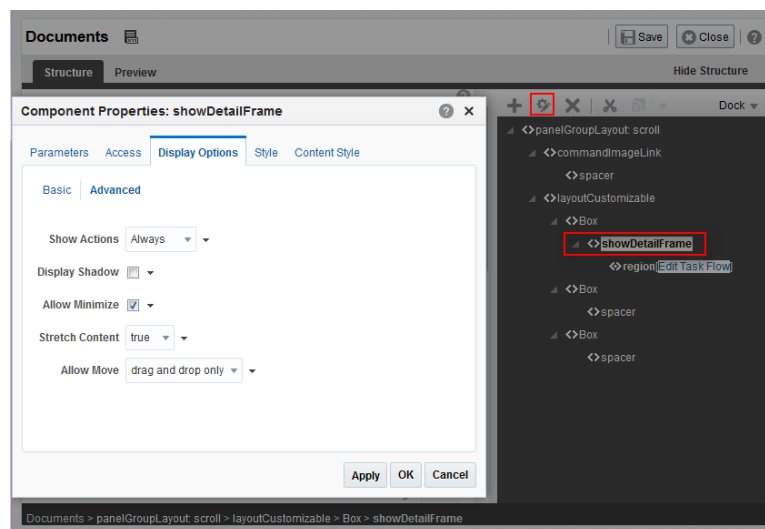 Documents
Save
Close
Structure
Preview
Hide Structure
Component Properties: showDetailFrame
Dock
Parameters
Access
Display Options
Style
Content Style
Basic
Advanced
Show Actions
Always
Display Shadow
Allow Minimize
Stretch Content
true
Allow Move
drag and drop only
Apply
OK
Cancel
<>panelGroupLayout: scroll
<>commandImageLink
<>spacer
<>layoutCustomizable
<>Box
<>showDetailFrame
<>region[Edit Task Flow]
<>Box
<>spacer
<>Box
<>spacer
Documents > panelGroupLayout: scroll > layoutCustomizable > Box > showDetailFrame